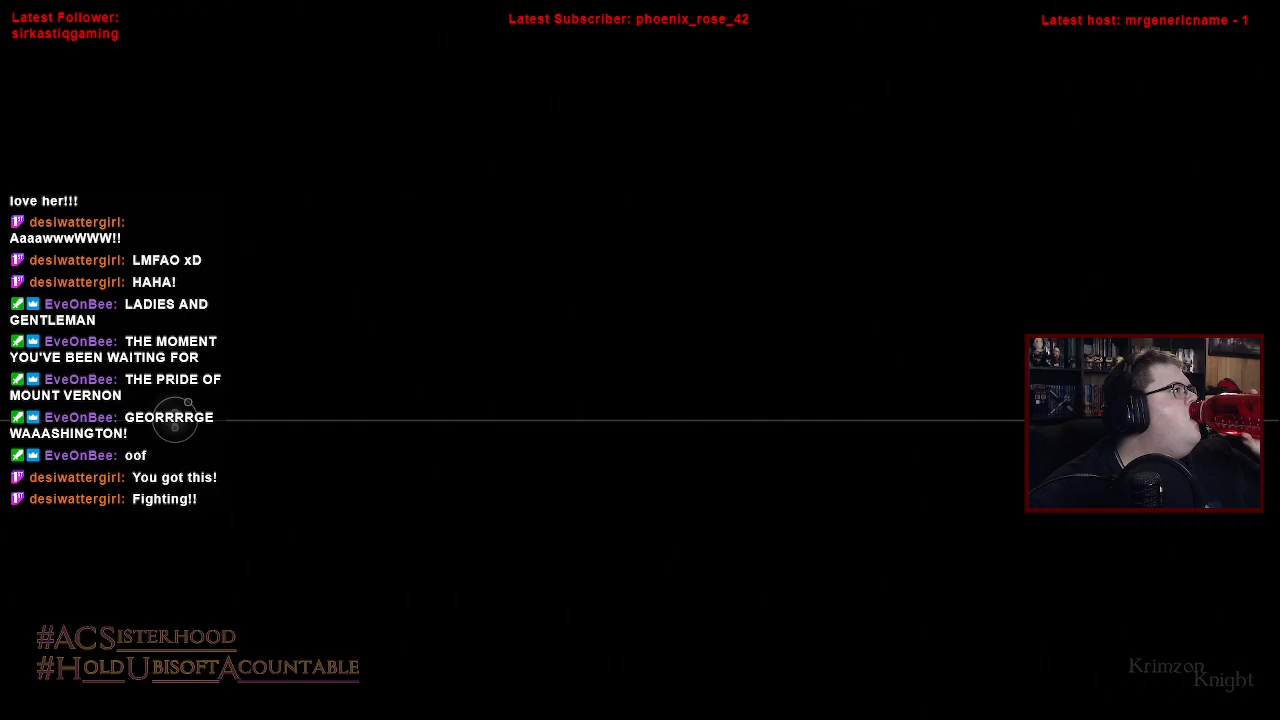 Latest Follower:
sirkastiqgaming
Latest Subscriber: phoenix_rose_42
Latest host: mrgenericname - 1
love her!!!
desiwattergirl:
AaaawwwWWW!!
desiwattergirl: LMFAO xD
desiwattergirl: HAHA!
EveOnBee: LADIES AND
GENTLEMAN
EveOnBee: THE MOMENT
YOU'VE BEEN WAITING FOR
EveOnBee: THE PRIDE OF
MOUNT VERNON
EveOnBee: GEORRRRGE
WAAASHINGTON!
EveOnBee: oof
desiwattergirl: You got this!
desiwattergirl: Fighting!!
#ACSISTERHOOD
#HOLDUBISOFTACOUNTABLE
Krimzon
Knight